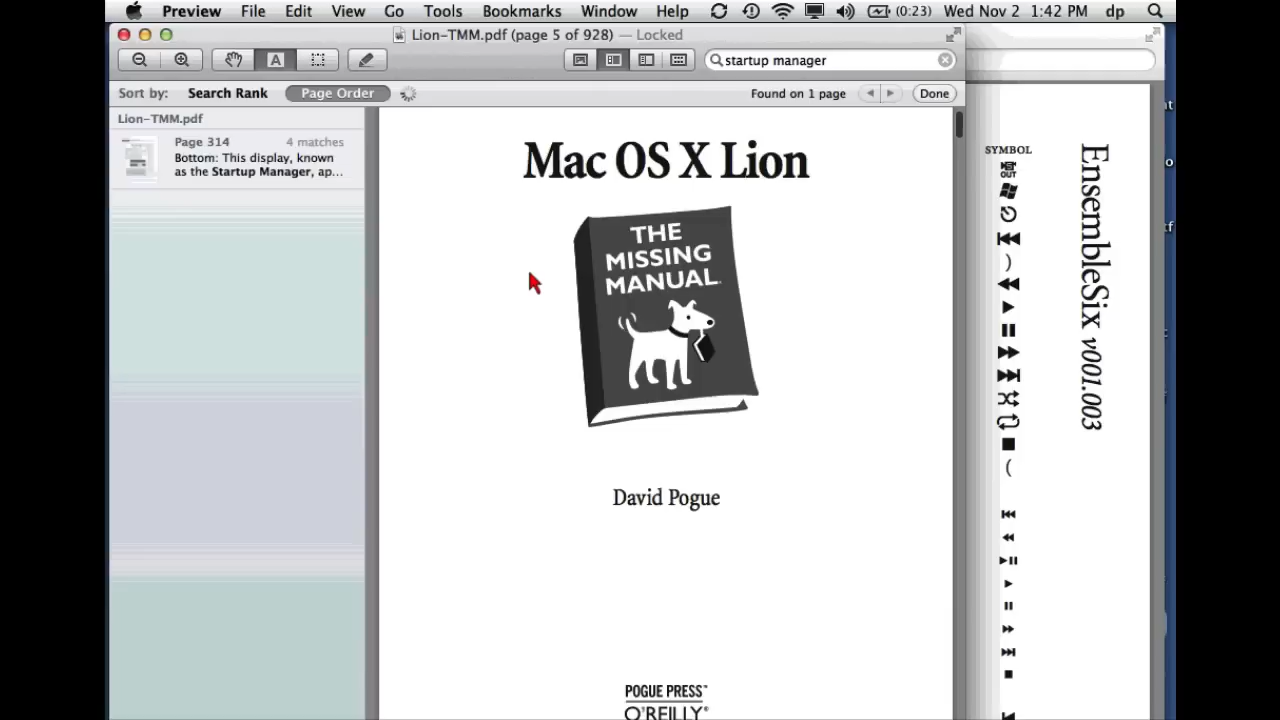 Preview File Edit View Go Tools Bookmarks Window Help (0:23) Wed Nov 2 1:42 PM dp
Lion-TMM.pdf (page 5 of 928) — Locked
A
startup manager
Sort by: Search Rank Page Order Found on 1 page Done
Lion-TMM.pdf
Page 314 4 matches
Bottom: This display, known
as the Startup Manager, ap...
Mac OS X Lion
THE
MISSING
MANUAL
David Pogue
POGUE PRESS™
O'REILLY®
SYMBOL
OUT
)
(
EnsembleSix v001.003